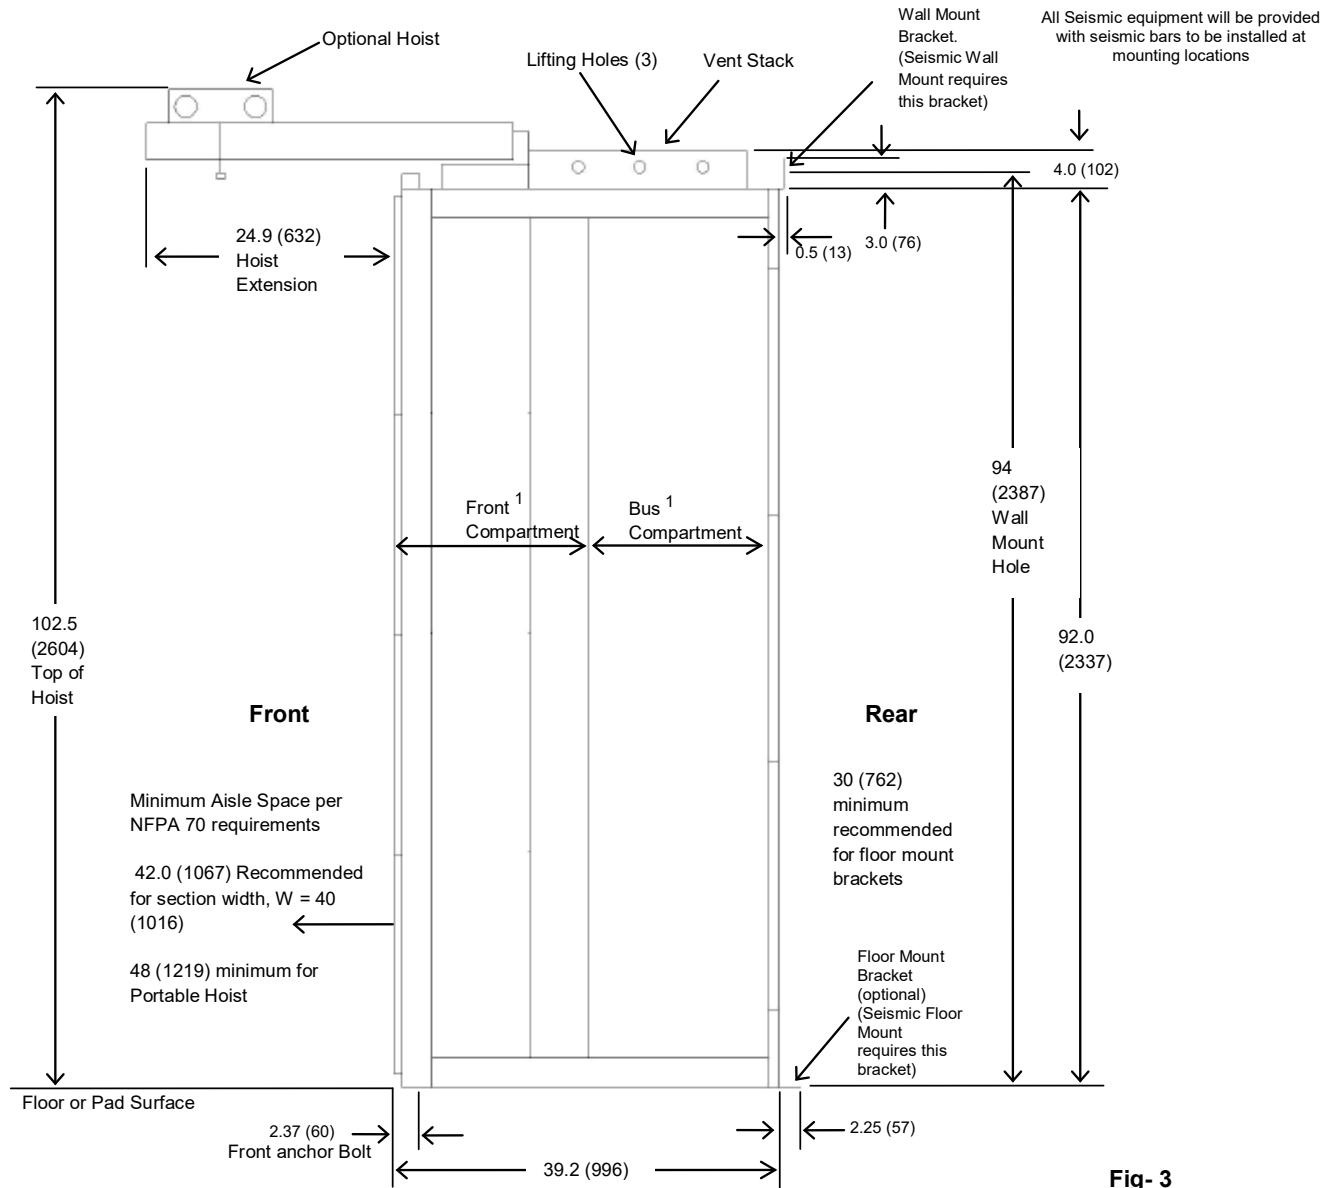 Optional Hoist
Lifting Holes (3)
Vent Stack
Wall Mount
Bracket.
(Seismic Wall
Mount requires
this bracket)
All Seismic equipment will be provided
with seismic bars to be installed at
mounting locations
4.0 (102)
3.0 (76)
0.5 (13)
24.9 (632)
Hoist
Extension
Front 1
Compartment
Bus 1
Compartment
94
(2387)
Wall
Mount
Hole
102.5
(2604)
Top of
Hoist
92.0
(2337)
Front
Rear
Minimum Aisle Space per
NFPA 70 requirements
42.0 (1067) Recommended
for section width, W = 40
(1016)
48 (1219) minimum for
Portable Hoist
30 (762)
minimum
recommended
for floor mount
brackets
Floor Mount
Bracket
(optional)
(Seismic Floor
Mount
requires this
bracket)
Floor or Pad Surface
2.37 (60)
Front anchor Bolt
2.25 (57)
39.2 (996)
Fig- 3